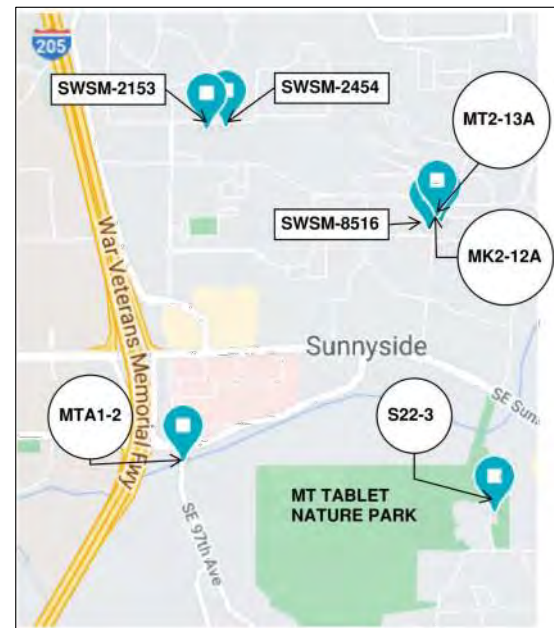 205
SWSM-2153
SWSM-2454
MT2-13A
SWSM-8516
MK2-12A
War Veterans Memorial Fwy
Sunnyside
MTA1-2
S22-3
SE Sun
MT TABLET
NATURE PARK
SE 97th Ave